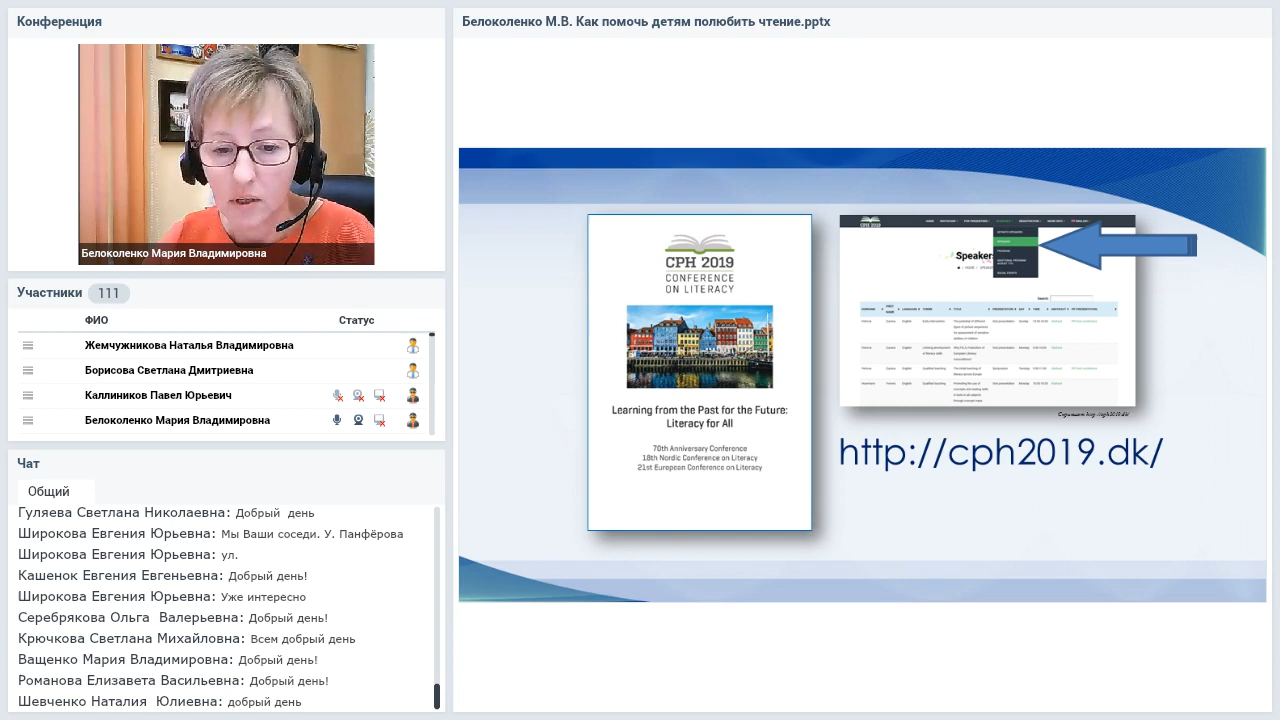 Конференция
Белоколенко Мария Владимировна
Участники 111
ФИО Статус
Жемчужникова Наталья Владимировна
Борисова Светлана Дмитриевна
Каллиников Павел Юрьевич
Белоколенко Мария Владимировна
Чат
Общий
Гуляева Светлана Николаевна: Добрый день
Широкова Евгения Юрьевна: Мы Ваши соседи. У. Панфёрова
Широкова Евгения Юрьевна: ул.
Кашенок Евгения Евгеньевна: Добрый день!
Широкова Евгения Юрьевна: Уже интересно
Серебрякова Ольга Валерьевна: Добрый день!
Крючкова Светлана Михайловна: Всем добрый день
Ващенко Мария Владимировна: Добрый день!
Романова Елизавета Васильевна: Добрый день!
Шевченко Наталия Юлиевна: добрый день
Белоколенко М.В. Как помочь детям полюбить чтение.pptx
CPH 2019
CONFERENCE
ON LITERACY
Learning from the Past for the Future:
Literacy for All
70th Anniversary Conference
18th Nordic Conference on Literacy
21st European Conference on Literacy
CPH 2019
Speakers
http://cph2019.dk/